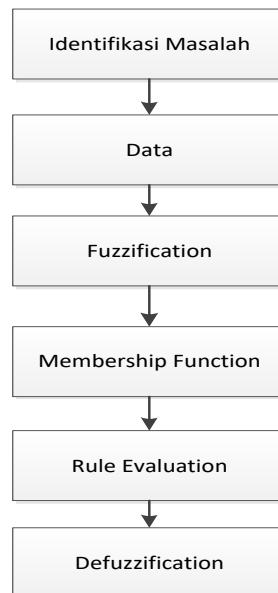 Identifikasi Masalah
Data
Fuzzification
Membership Function
Rule Evaluation
Defuzzification